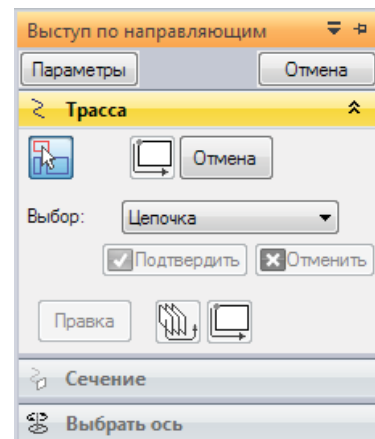 Выступ по направляющим
Параметры Отмена
Трасса
Отмена
Выбор: Цепочка
Подтвердить Отменить
Правка
Сечение
Выбрать ось